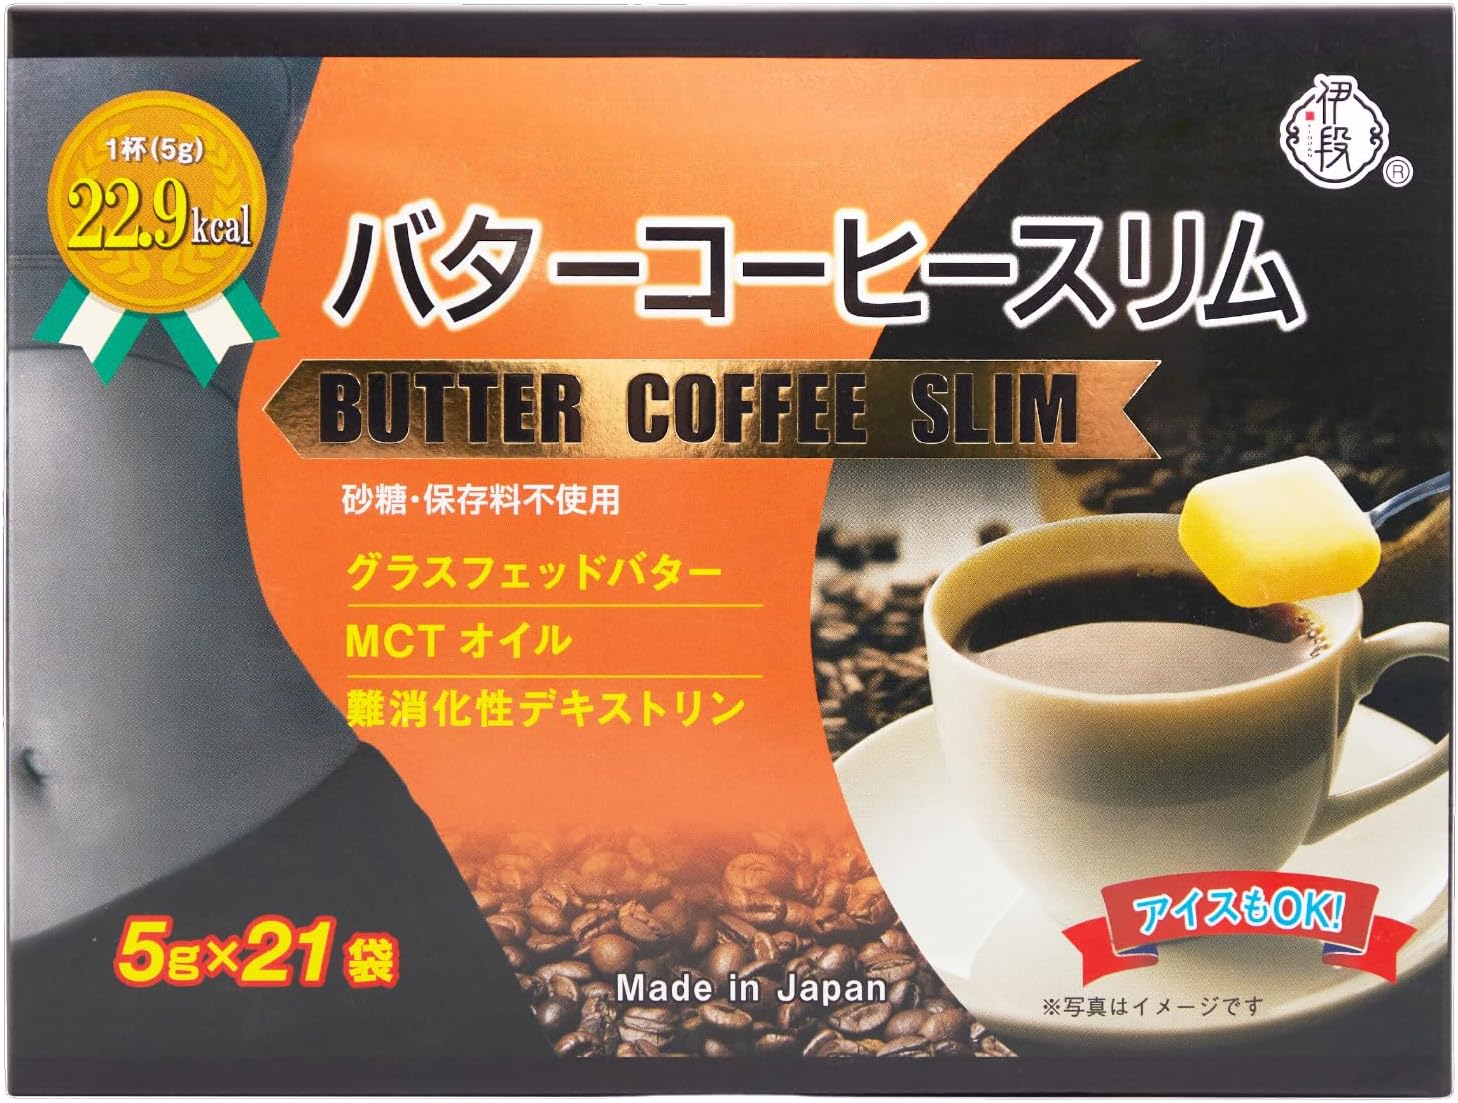 1杯(5g)
22.9kcal
伊段
®
バターコーヒースリム
BUTTER COFFEE SLIM
砂糖・保存料不使用
グラスフェッドバター
MCT オイル
難消化性デキストリン
アイスもOK!
5g×21袋
Made in Japan
※写真はイメージです